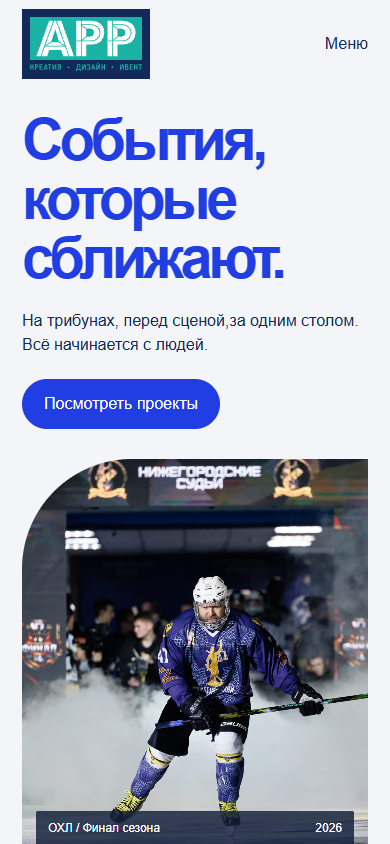 APP
КРЕАТИВ - ДИЗАЙН - ИВЕНТ
Меню
События,
которые
сближают.
На трибунах, перед сценой,за одним столом.
Всё начинается с людей.
Посмотреть проекты
НИЖЕГОРОДСКИЕ
СУДЬИ
ОХЛ / Финал сезона
2026